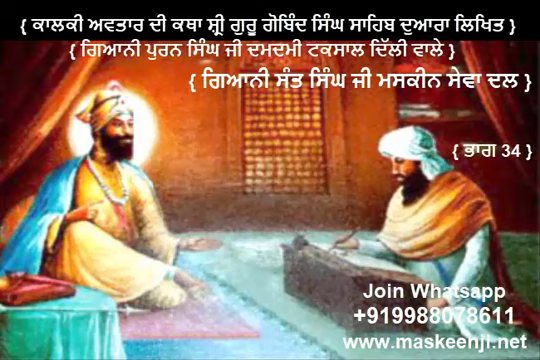 { ਕਾਲਕੀ ਅਵਤਾਰ ਦੀ ਕਥਾ ਸ਼੍ਰੀ ਗੁਰੂ ਗੋਬਿੰਦ ਸਿੰਘ ਸਾਹਿਬ ਦੁਆਰਾ ਲਿਖਿਤ }
{ ਗਿਆਨੀ ਪੁਰਨ ਸਿੰਘ ਜੀ ਦਮਦਮੀ ਟਕਸਾਲ ਦਿੱਲੀ ਵਾਲੇ }
{ ਗਿਆਨੀ ਸੰਤ ਸਿੰਘ ਜੀ ਮਸਕੀਨ ਸੇਵਾ ਦਲ }
{ ਭਾਗ 34 }
Join Whatsapp
+919988078611
www.maskeenji.net